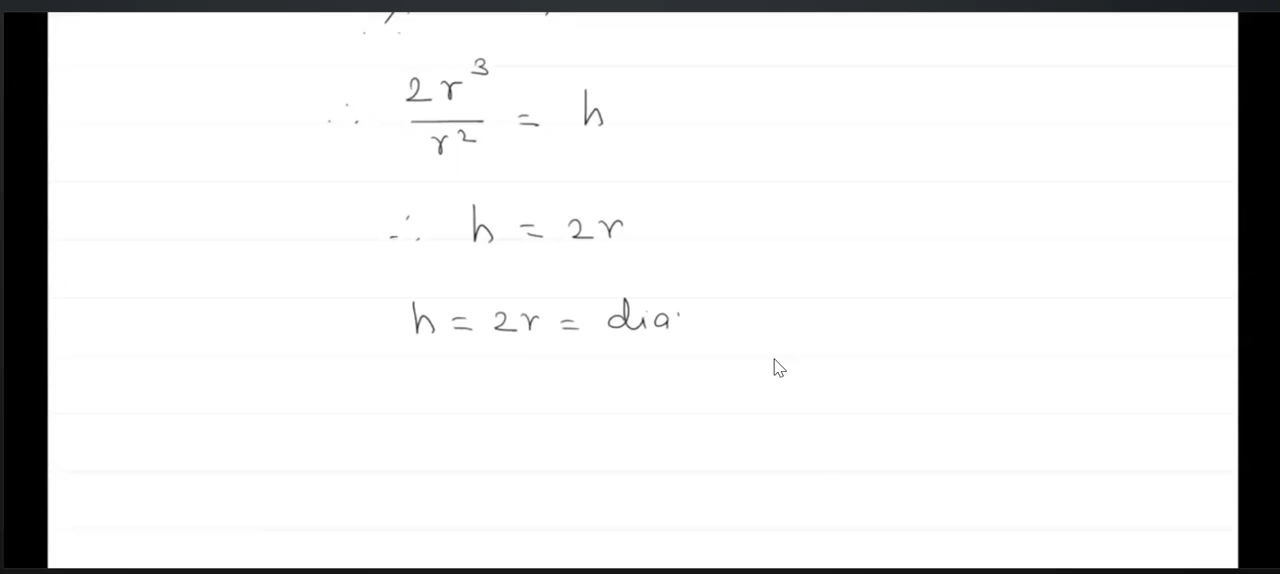 ∴ 2r³/r² = h
∴ h = 2r
h = 2r = dia.